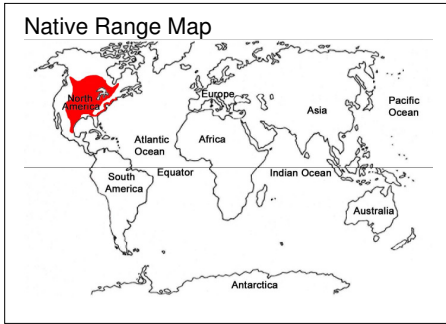 Native Range Map
North
America
Europe
Asia
Pacific
Ocean
Atlantic
Ocean
Africa
Equator
Indian Ocean
South
America
Australia
Antarctica